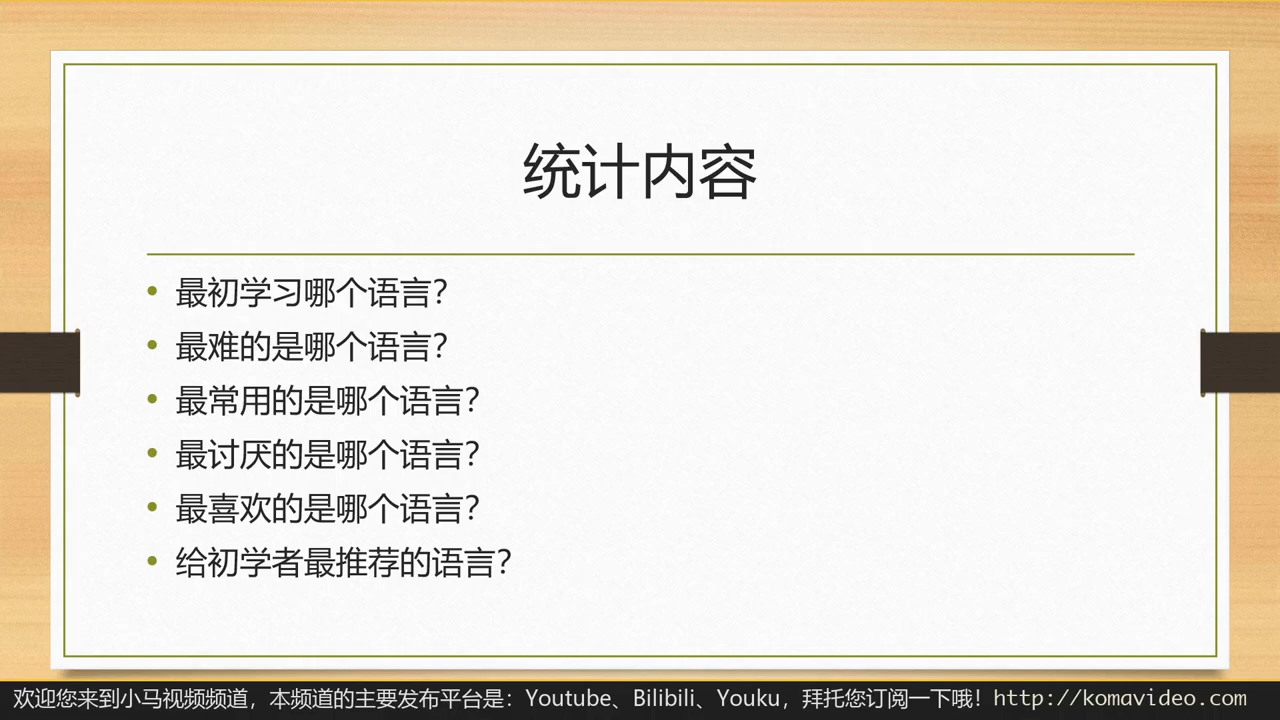 统计内容
最初学习哪个语言？
最难的是哪个语言？
最常用的是哪个语言？
最讨厌的是哪个语言？
最喜欢的是哪个语言？
给初学者最推荐的语言？
欢迎您来到小马视频频道，本频道的主要发布平台是：Youtube、Bilibili、Youku，拜托您订阅一下哦！http://komavideo.com